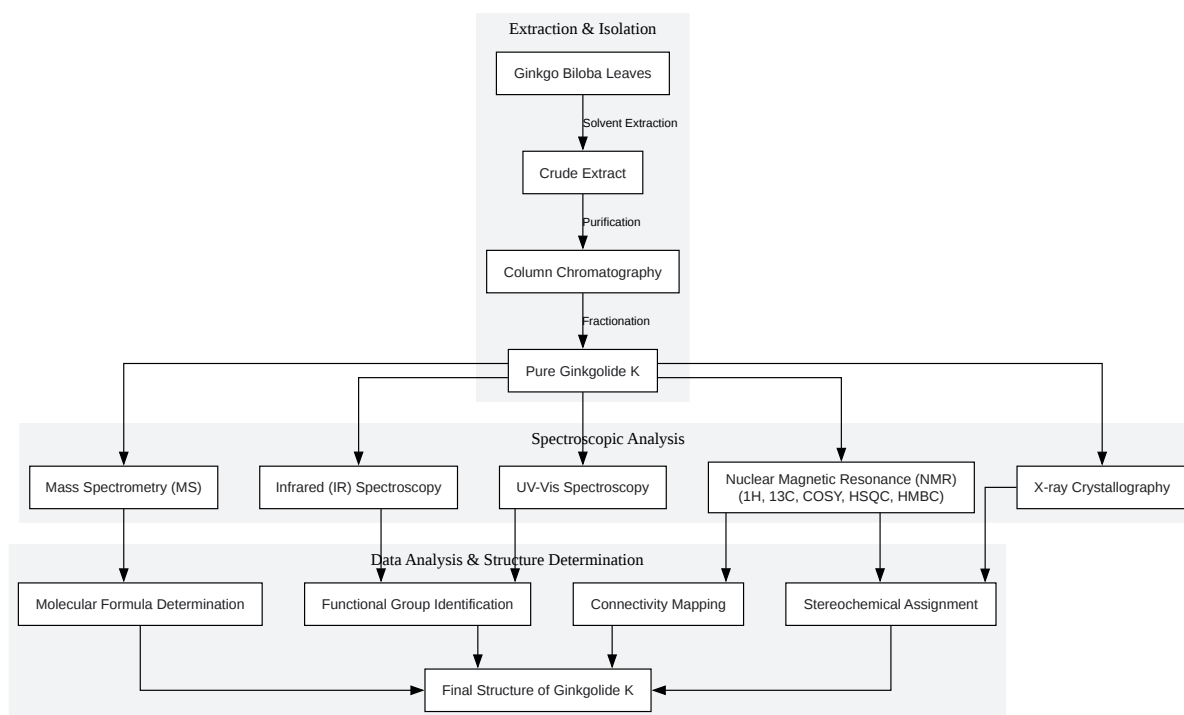 Extraction & Isolation
Ginkgo Biloba Leaves
Solvent Extraction
Crude Extract
Purification
Column Chromatography
Fractionation
Pure Ginkgolide K
Spectroscopic Analysis
Mass Spectrometry (MS)
Infrared (IR) Spectroscopy
UV-Vis Spectroscopy
Nuclear Magnetic Resonance (NMR)
(1H, 13C, COSY, HSQC, HMBC)
X-ray Crystallography
Data Analysis & Structure Determination
Molecular Formula Determination
Functional Group Identification
Connectivity Mapping
Stereochemical Assignment
Final Structure of Ginkgolide K